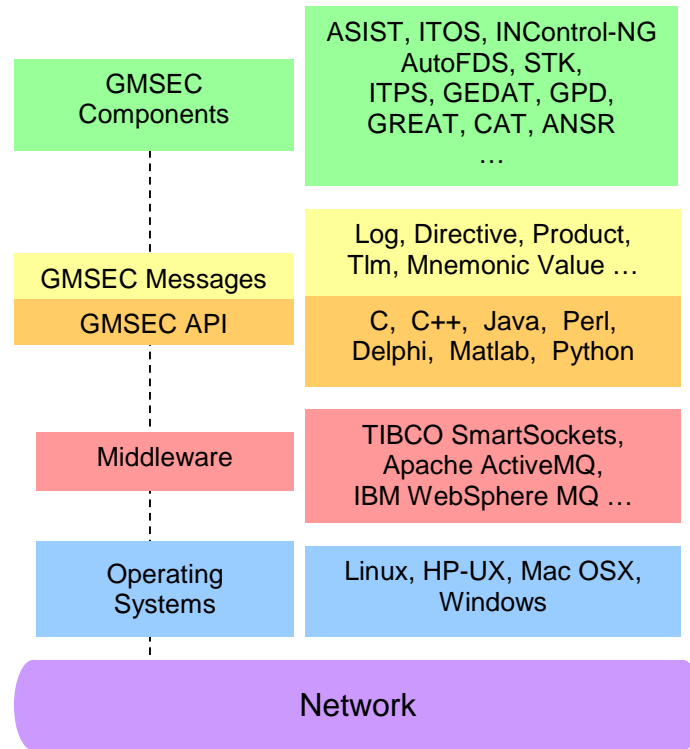 GMSEC
Components
ASIST, ITOS, INControl-NG
AutoFDS, STK,
ITPS, GEDAT, GPD,
GREAT, CAT, ANSR
…
GMSEC Messages
Log, Directive, Product,
Tlm, Mnemonic Value …
GMSEC API
C, C++, Java, Perl,
Delphi, Matlab, Python
Middleware
TIBCO SmartSockets,
Apache ActiveMQ,
IBM WebSphere MQ …
Operating
Systems
Linux, HP-UX, Mac OSX,
Windows
Network